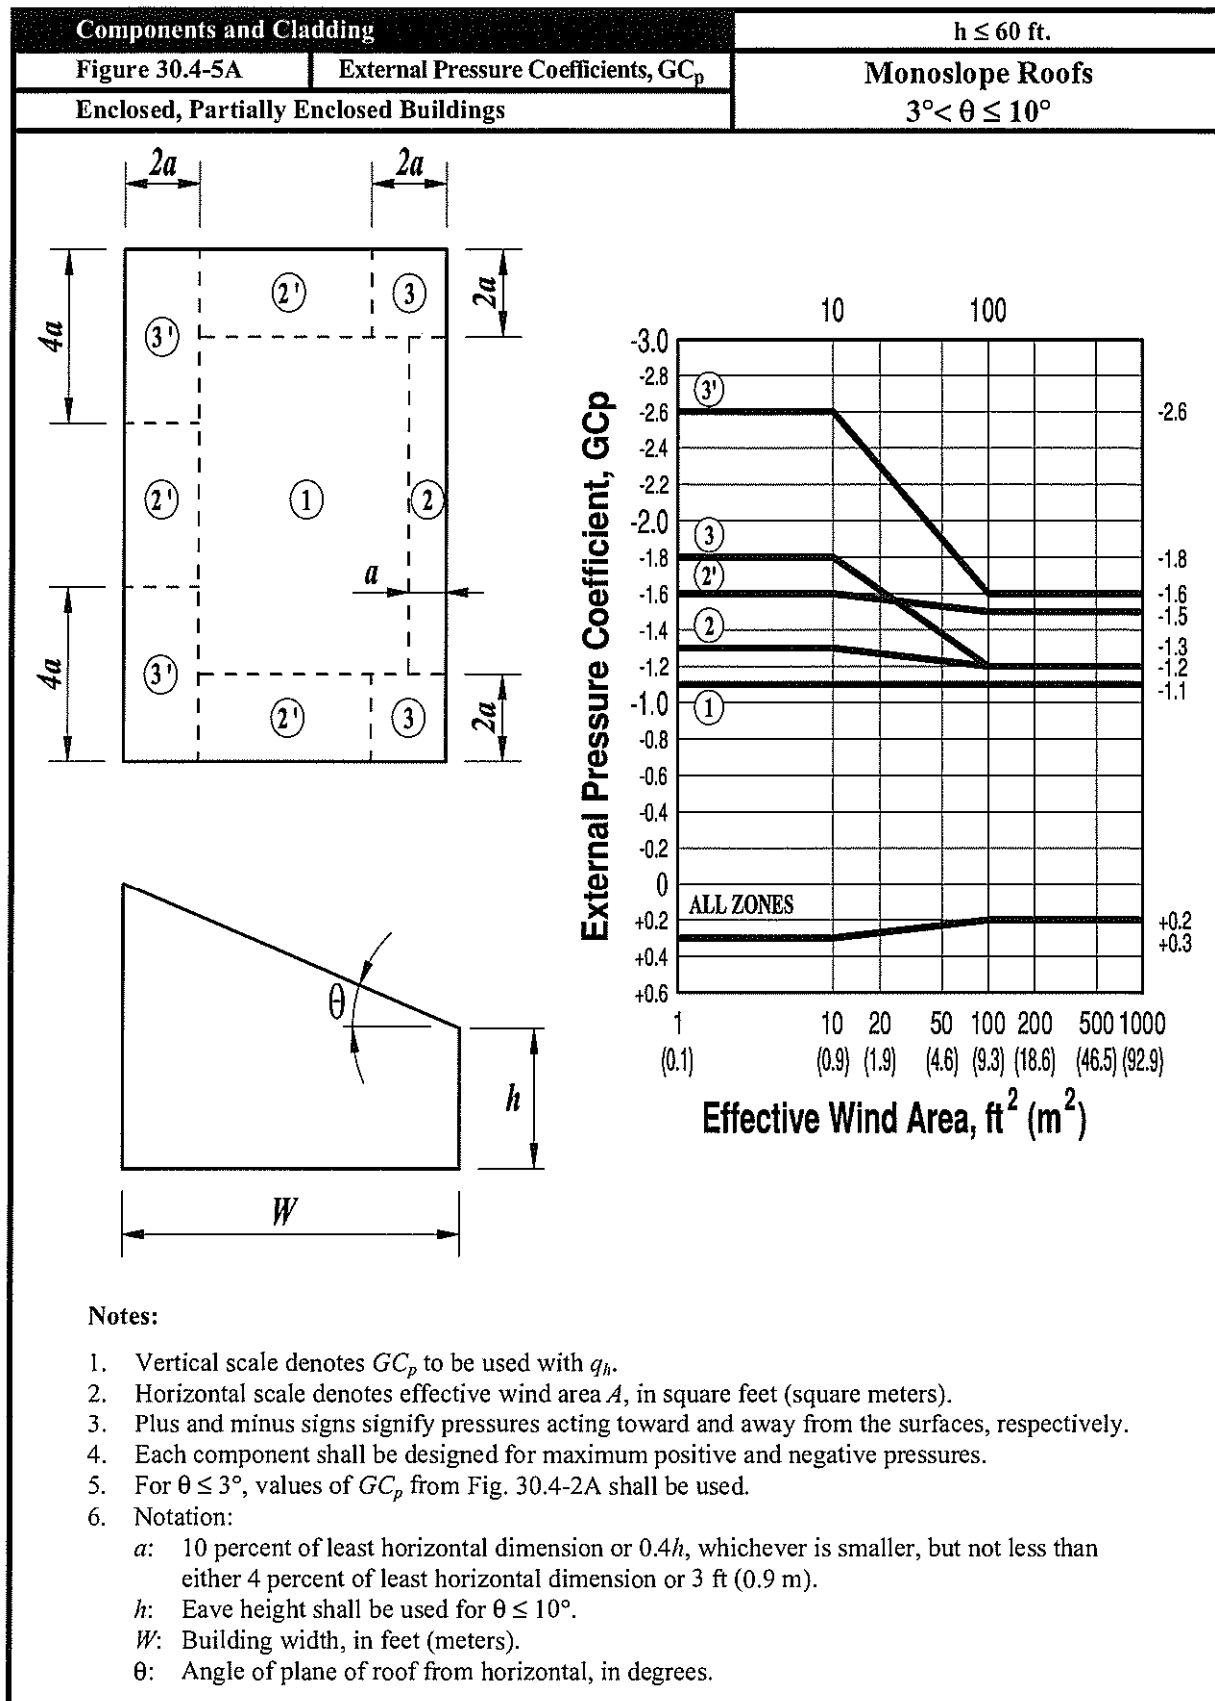 Components and Cladding
h ≤ 60 ft.
Figure 30.4-5A
External Pressure Coefficients, GCp
Monoslope Roofs
3°< θ ≤ 10°
Enclosed, Partially Enclosed Buildings
2a
2a
4a
2a
3'
2'
3
2'
1
2
a
4a
3'
2'
3
2a
θ
h
W
External Pressure Coefficient, GCp
10 100
-3.0
-2.8
-2.6
-2.4
-2.2
-2.0
-1.8
-1.6
-1.4
-1.2
-1.0
-0.8
-0.6
-0.4
-0.2
0
+0.2
+0.4
+0.6
3'
3
2'
2
1
ALL ZONES
-2.6
-1.8
-1.6
-1.5
-1.3
-1.2
-1.1
+0.2
+0.3
1 10 20 50 100 200 500 1000
(0.1) (0.9) (1.9) (4.6) (9.3) (18.6) (46.5) (92.9)
Effective Wind Area, ft² (m²)
Notes:
1. Vertical scale denotes GCp to be used with qh.
2. Horizontal scale denotes effective wind area A, in square feet (square meters).
3. Plus and minus signs signify pressures acting toward and away from the surfaces, respectively.
4. Each component shall be designed for maximum positive and negative pressures.
5. For θ ≤ 3°, values of GCp from Fig. 30.4-2A shall be used.
6. Notation:
a: 10 percent of least horizontal dimension or 0.4h, whichever is smaller, but not less than
either 4 percent of least horizontal dimension or 3 ft (0.9 m).
h: Eave height shall be used for θ ≤ 10°.
W: Building width, in feet (meters).
θ: Angle of plane of roof from horizontal, in degrees.